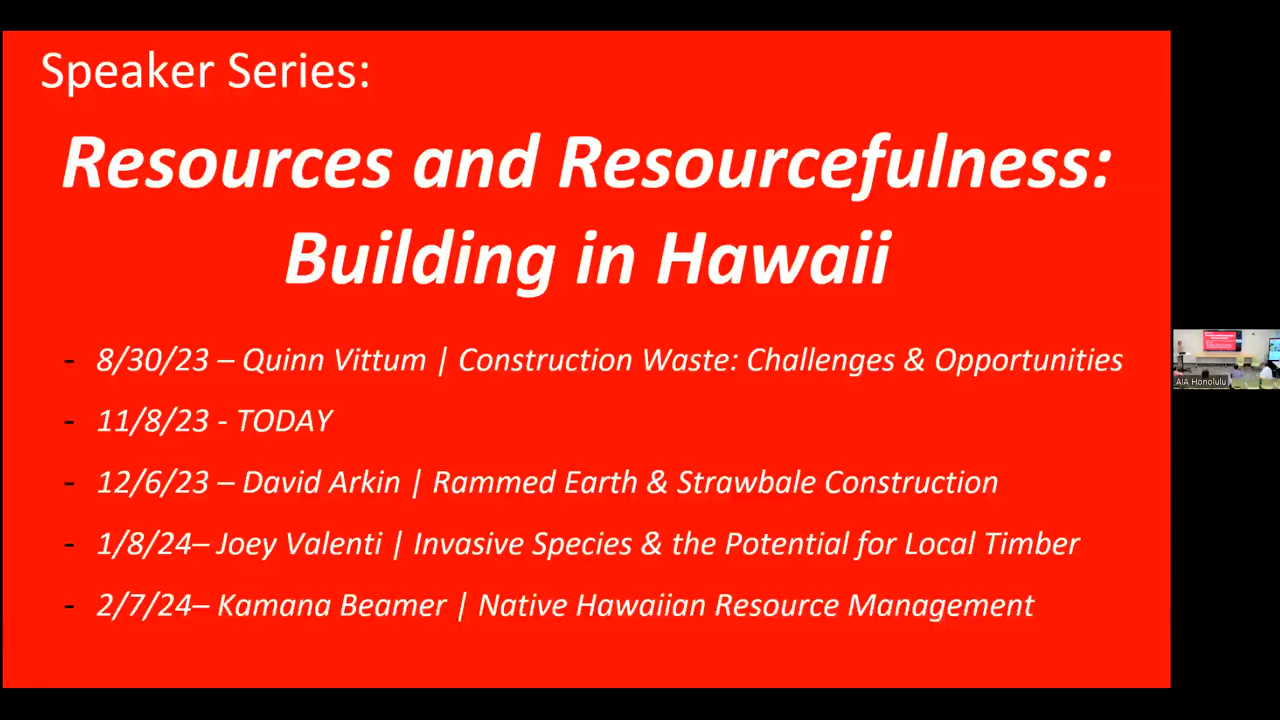 Speaker Series:
Resources and Resourcefulness:
Building in Hawaii
- 8/30/23 – Quinn Vittum | Construction Waste: Challenges & Opportunities
- 11/8/23 - TODAY
- 12/6/23 – David Arkin | Rammed Earth & Strawbale Construction
- 1/8/24– Joey Valenti | Invasive Species & the Potential for Local Timber
- 2/7/24– Kamana Beamer | Native Hawaiian Resource Management
AIA Honolulu